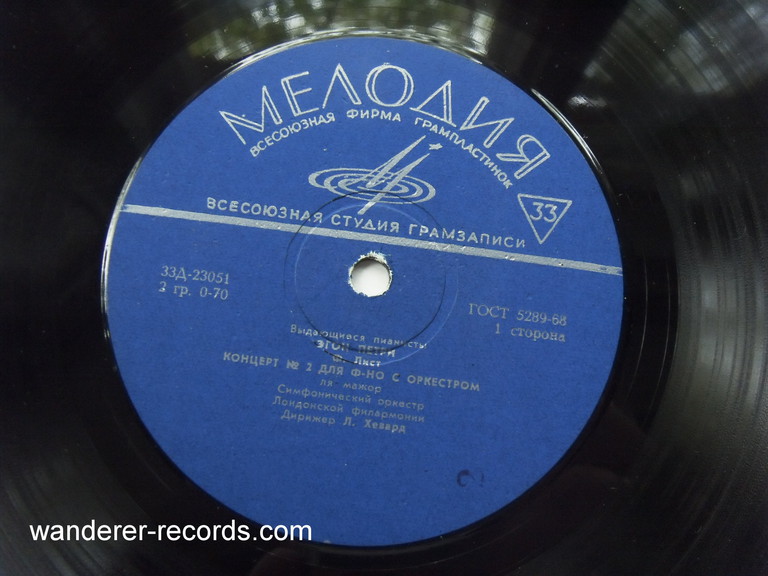 МЕЛОДИЯ
ВСЕСОЮЗНАЯ ФИРМА ГРАМПЛАСТИНОК
33
ВСЕСОЮЗНАЯ СТУДИЯ ГРАМЗАПИСИ
33Д-23051
2 гр. 0-70
ГОСТ 5289-68
1 сторона
Выдающиеся пианисты
ЭГОН ПЕТРИ
Ф. Лист
КОНЦЕРТ № 2 ДЛЯ Ф-НО С ОРКЕСТРОМ
ля мажор
Симфонический оркестр
Лондонской филармонии
Дирижер Л. Хевард
wanderer-records.com